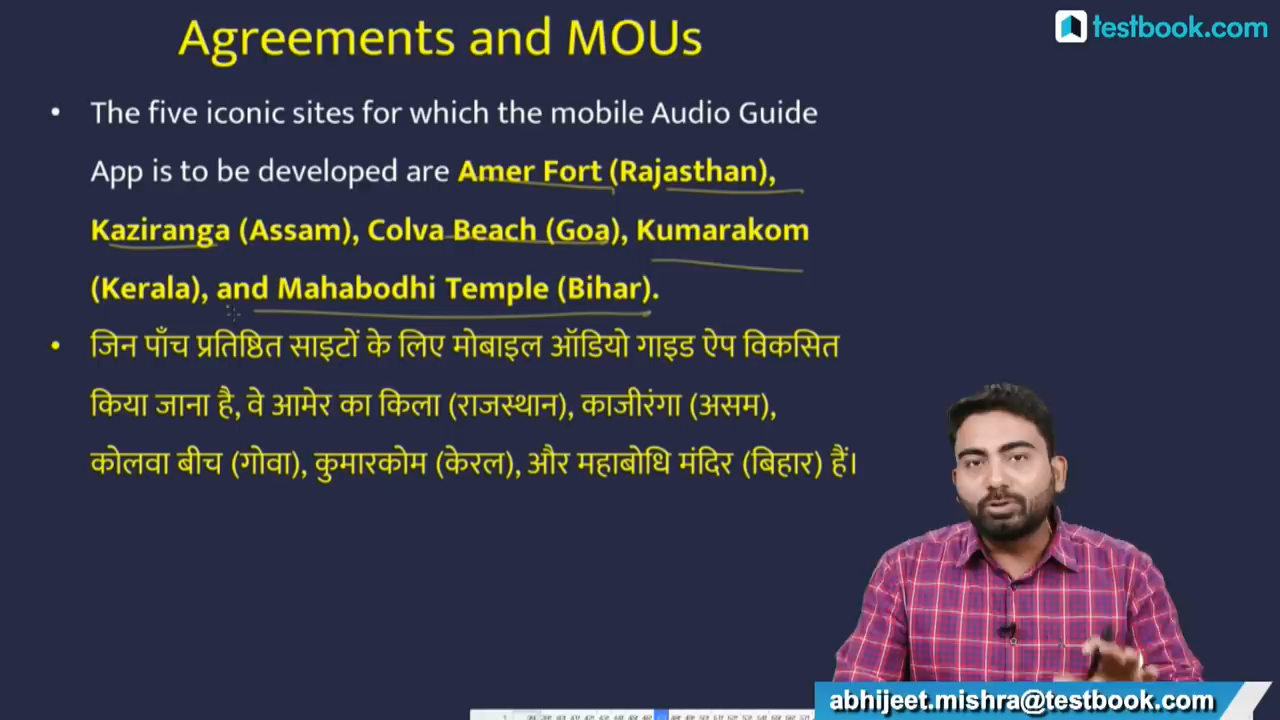 Agreements and MOUs
testbook.com
• The five iconic sites for which the mobile Audio Guide
App is to be developed are Amer Fort (Rajasthan),
Kaziranga (Assam), Colva Beach (Goa), Kumarakom
(Kerala), and Mahabodhi Temple (Bihar).
• जिन पाँच प्रतिष्ठित साइटों के लिए मोबाइल ऑडियो गाइड ऐप विकसित
किया जाना है, वे आमेर का किला (राजस्थान), काजीरंगा (असम),
कोलवा बीच (गोवा), कुमारकोम (केरल), और महाबोधि मंदिर (बिहार) हैं।
abhijeet.mishra@testbook.com